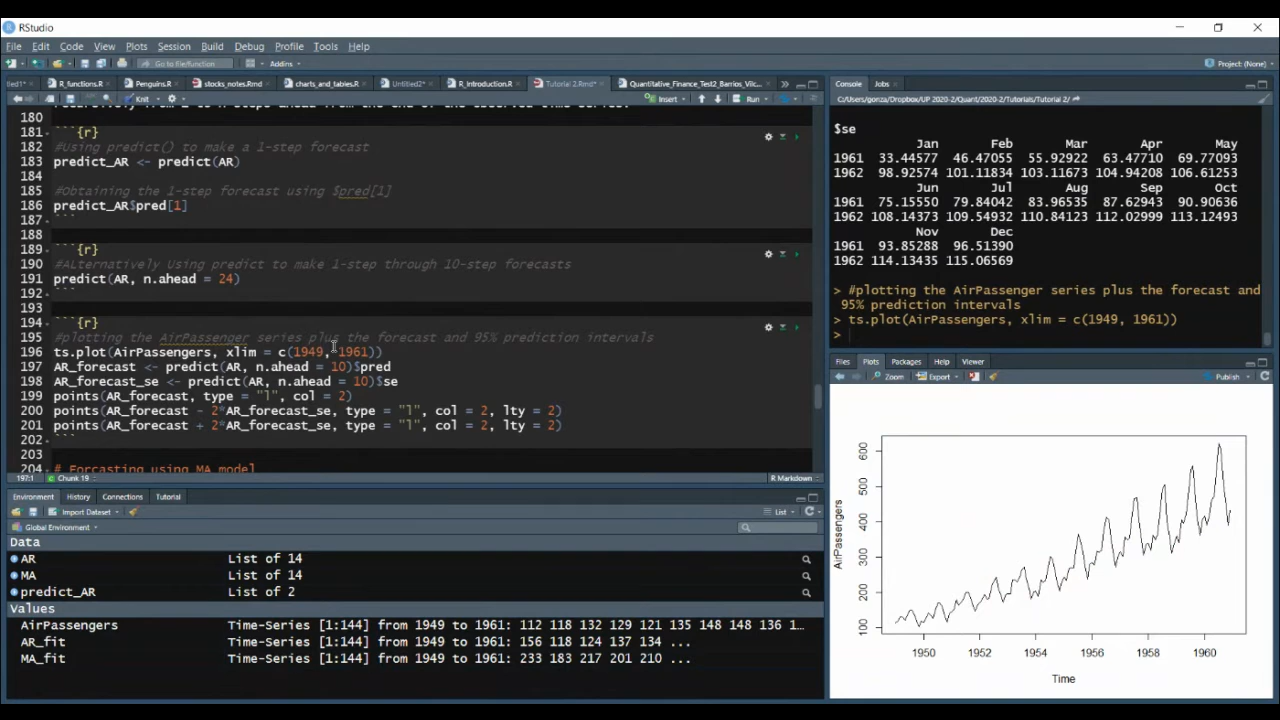 RStudio
File Edit Code View Plots Session Build Debug Profile Tools Help
Go to file/function Addins Project: (None)
R_functions.R Penguins.R stocks_notes.Rmd charts_and_tables.R Untitled2* R_Introduction.R Tutorial 2.Rmd* Quantitative_Finance_Test2_Barrios_Vilc...
Knit Insert Run
180
181 ```{r}
182 #Using predict() to make a 1-step forecast
183 predict_AR <- predict(AR)
184
185 #Obtaining the 1-step forecast using $pred[1]
186 predict_AR$pred[1]
187 ```
188
189 ```{r}
190 #ALternatively Using predict to make 1-step through 10-step forecasts
191 predict(AR, n.ahead = 24)
192 ```
193
194 ```{r}
195 #plotting the AirPassenger series plus the forecast and 95% prediction intervals
196 ts.plot(AirPassengers, xlim = c(1949, 1961))
197 AR_forecast <- predict(AR, n.ahead = 10)$pred
198 AR_forecast_se <- predict(AR, n.ahead = 10)$se
199 points(AR_forecast, type = "l", col = 2)
200 points(AR_forecast - 2*AR_forecast_se, type = "l", col = 2, lty = 2)
201 points(AR_forecast + 2*AR_forecast_se, type = "l", col = 2, lty = 2)
202 ```
203
204 # Forcasting using MA model
197:1 Chunk 19 R Markdown
Environment History Connections Tutorial
Import Dataset List
Global Environment
Data
AR List of 14
MA List of 14
predict_AR List of 2
Values
AirPassengers Time-Series [1:144] from 1949 to 1961: 112 118 132 129 121 135 148 148 136 1...
AR_fit Time-Series [1:144] from 1949 to 1961: 156 118 124 137 134 ...
MA_fit Time-Series [1:144] from 1949 to 1961: 233 183 217 201 210 ...
Console Jobs
C:/Users/gonza/Dropbox/UP 2020-2/Quant/2020-2/Tutorials/Tutorial 2/
$se
Jan Feb Mar Apr May
1961 33.44577 46.47055 55.92922 63.47710 69.77093
1962 98.92574 101.11834 103.11673 104.94208 106.61253
Jun Jul Aug Sep Oct
1961 75.15550 79.84042 83.96535 87.62943 90.90636
1962 108.14373 109.54932 110.84123 112.02999 113.12493
Nov Dec
1961 93.85288 96.51390
1962 114.13435 115.06569
> #plotting the AirPassenger series plus the forecast and
95% prediction intervals
> ts.plot(AirPassengers, xlim = c(1949, 1961))
>
Files Plots Packages Help Viewer
Zoom Export Publish
AirPassengers
600
500
400
300
200
100
1950 1952 1954 1956 1958 1960
Time